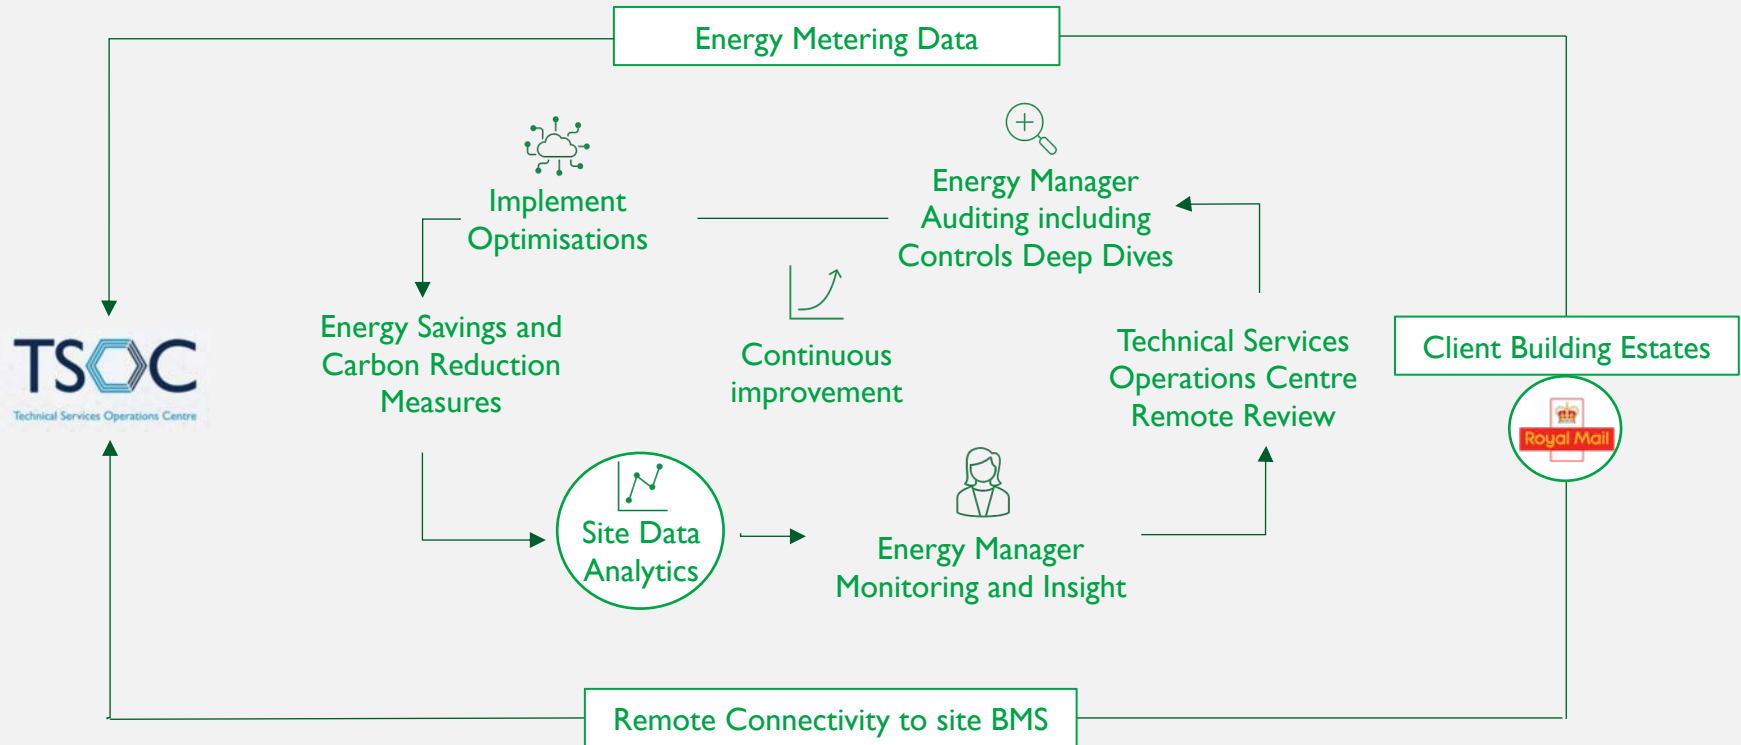 Energy Metering Data
Implement
Optimisations
Energy Manager
Auditing including
Controls Deep Dives
Energy Savings and
Carbon Reduction
Measures
Continuous
improvement
Technical Services
Operations Centre
Remote Review
Client Building Estates
Royal Mail
TSOC
Technical Services Operations Centre
Site Data
Analytics
Energy Manager
Monitoring and Insight
Remote Connectivity to site BMS